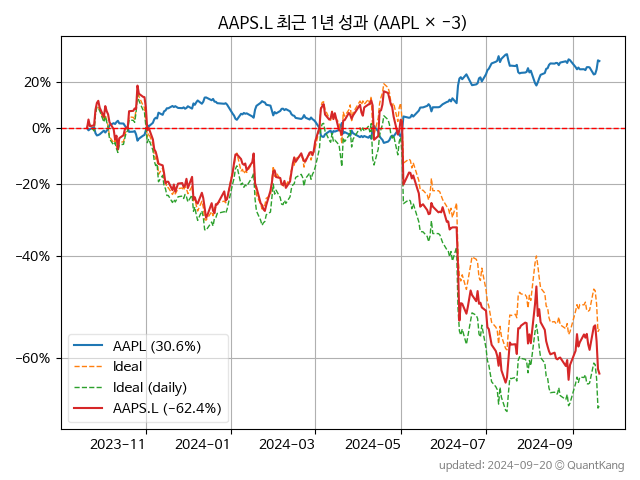 AAPS.L 최근 1년 성과 (AAPL × −3)
20%
0%
−20%
−40%
−60%
AAPL (30.6%)
Ideal
Ideal (daily)
AAPS.L (−62.4%)
2023−11
2024−01
2024−03
2024−05
2024−07
2024−09
updated: 2024-09-20 © QuantKang